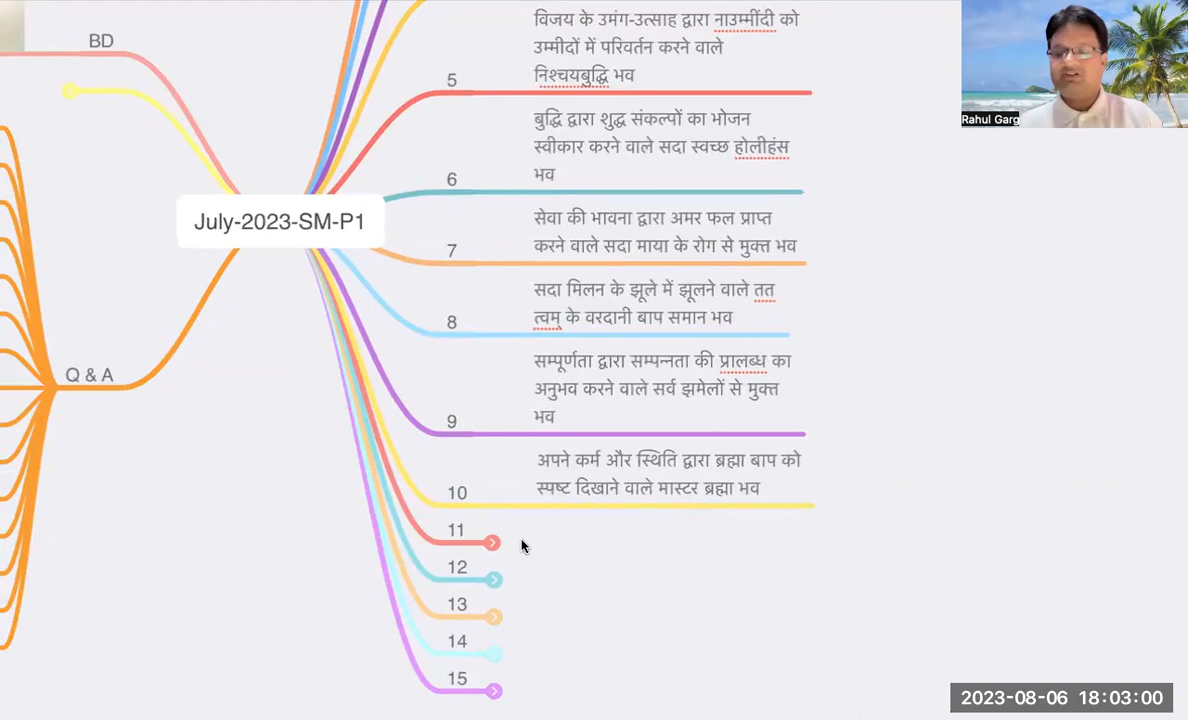 BD
July-2023-SM-P1
Q & A
विजय के उमंग-उत्साह द्वारा नाउम्मींदी को
उम्मीदों में परिवर्तन करने वाले
निश्चयबुद्धि भव
5
बुद्धि द्वारा शुद्ध संकल्पों का भोजन
स्वीकार करने वाले सदा स्वच्छ होलीहंस
भव
6
सेवा की भावना द्वारा अमर फल प्राप्त
करने वाले सदा माया के रोग से मुक्त भव
7
सदा मिलन के झूले में झूलने वाले तत
त्वम् के वरदानी बाप समान भव
8
सम्पूर्णता द्वारा सम्पन्नता की प्रालब्ध का
अनुभव करने वाले सर्व झमेलों से मुक्त
भव
9
अपने कर्म और स्थिति द्वारा ब्रह्मा बाप को
स्पष्ट दिखाने वाले मास्टर ब्रह्मा भव
10
11
12
13
14
15
Rahul Garg
2023-08-06 18:03:00